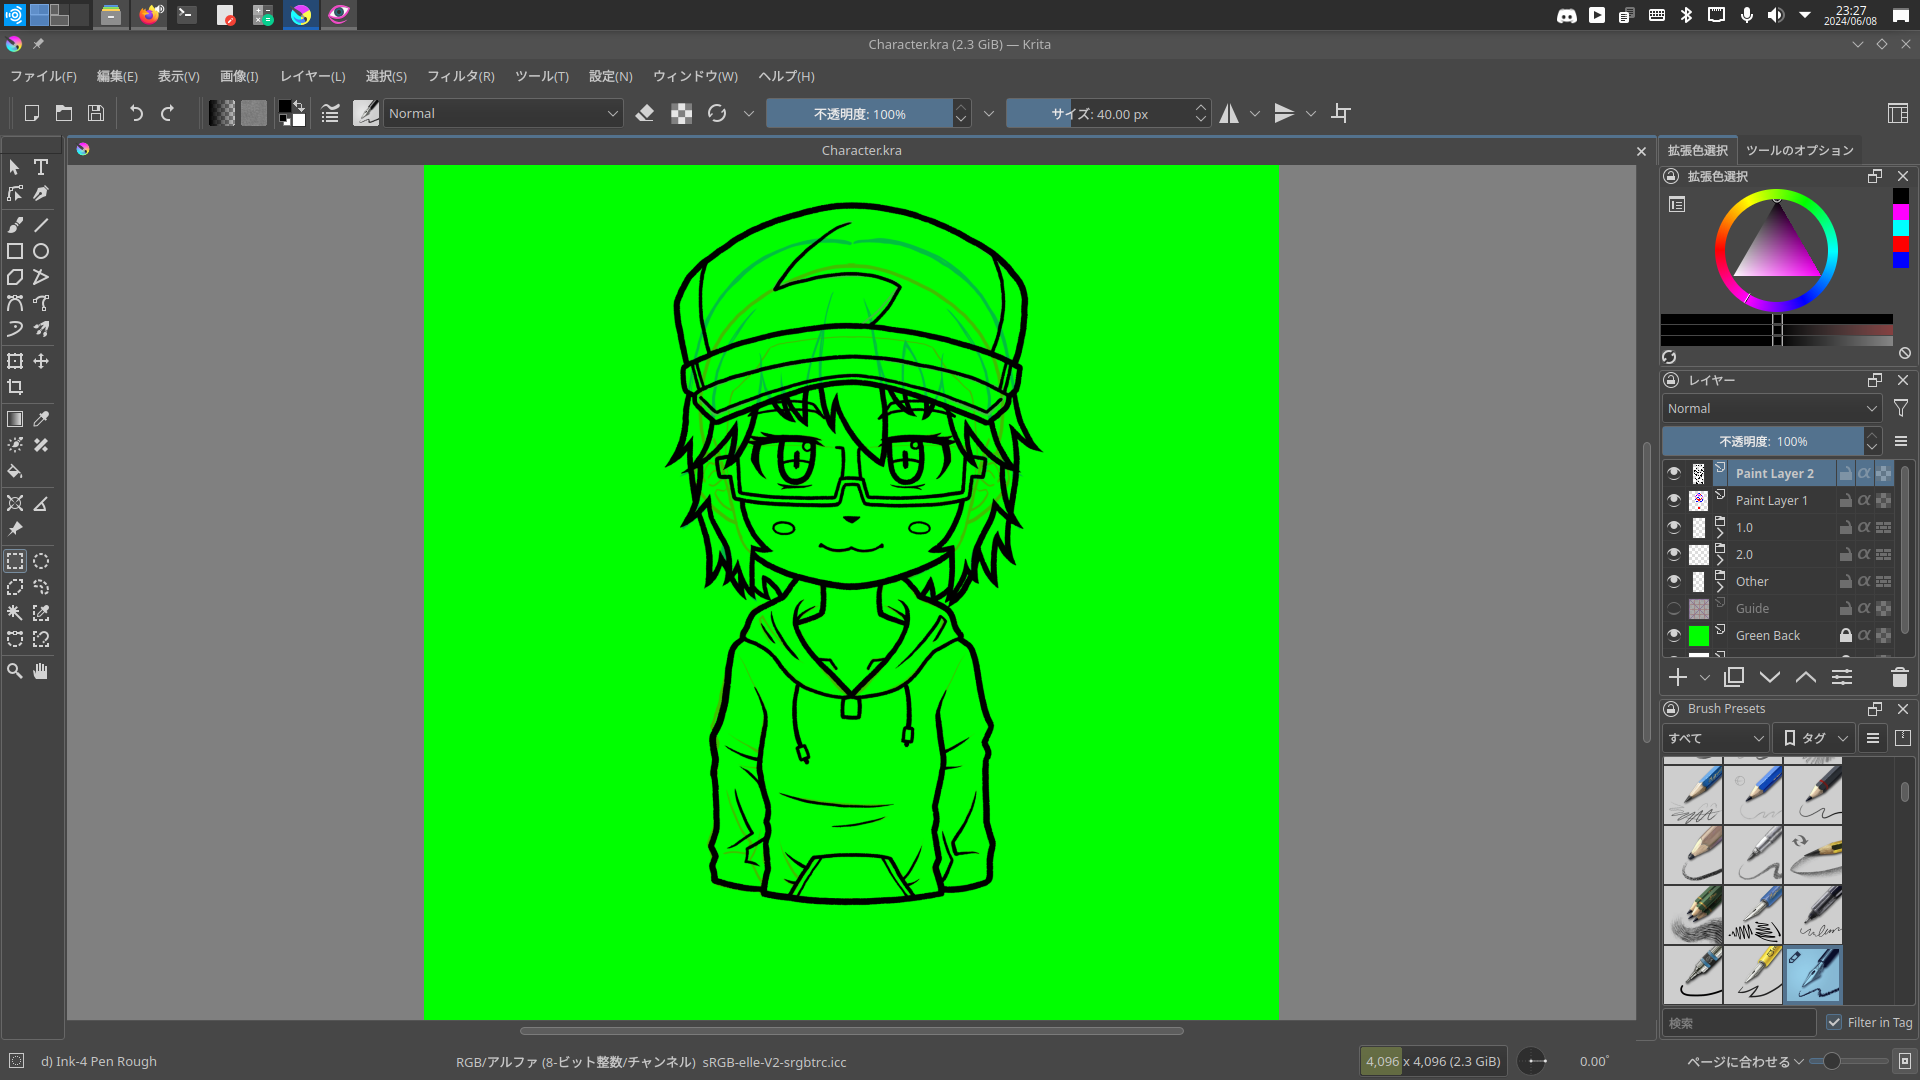 23:27
2024/06/08
Character.kra (2.3 GiB) — Krita
ファイル(F) 編集(E) 表示(V) 画像(I) レイヤー(L) 選択(S) フィルタ(R) ツール(T) 設定(N) ウィンドウ(W) ヘルプ(H)
Normal
不透明度: 100%
サイズ: 40.00 px
Character.kra
拡張色選択
ツールのオプション
拡張色選択
レイヤー
Normal
不透明度: 100%
Paint Layer 2
Paint Layer 1
1.0
2.0
Other
Guide
Green Back
Brush Presets
すべて
タグ
検索
Filter in Tag
d) Ink-4 Pen Rough
RGB/アルファ (8-ビット整数/チャンネル) sRGB-elle-V2-srgbtrc.icc
4,096 x 4,096 (2.3 GiB)
0.00°
ページに合わせる